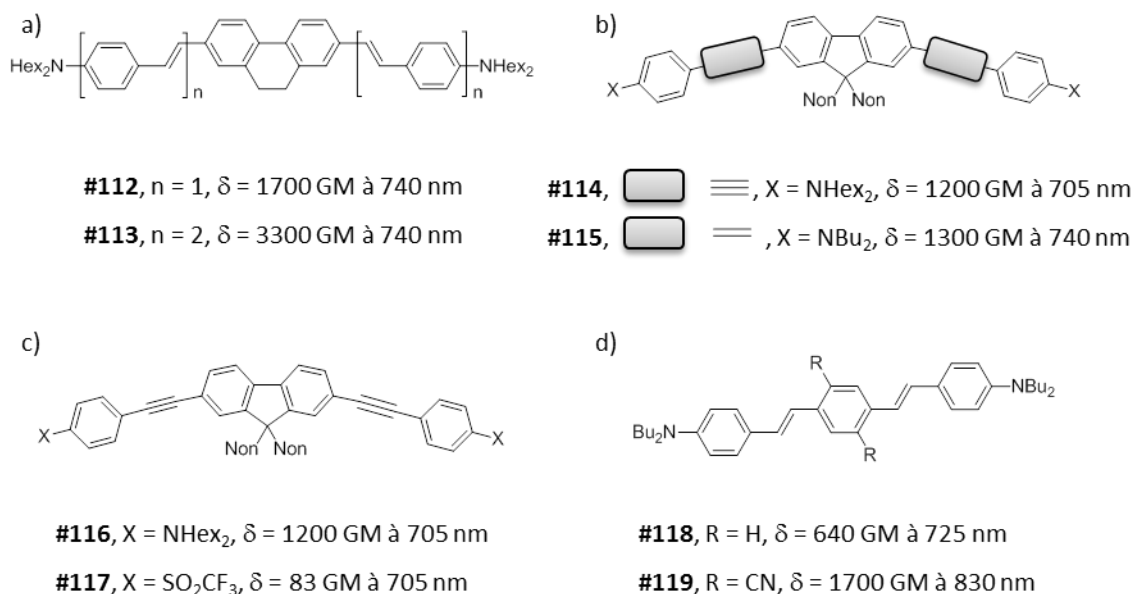 a)
b)
Hex₂N
n
n
NHex₂
X
Non
Non
X
#112, n = 1, δ = 1700 GM à 740 nm
#113, n = 2, δ = 3300 GM à 740 nm
#114, , X = NHex₂, δ = 1200 GM à 705 nm
#115, , X = NBu₂, δ = 1300 GM à 740 nm
c)
d)
X
Non
Non
X
R
NBu₂
Bu₂N
R
#116, X = NHex₂, δ = 1200 GM à 705 nm
#117, X = SO₂CF₃, δ = 83 GM à 705 nm
#118, R = H, δ = 640 GM à 725 nm
#119, R = CN, δ = 1700 GM à 830 nm